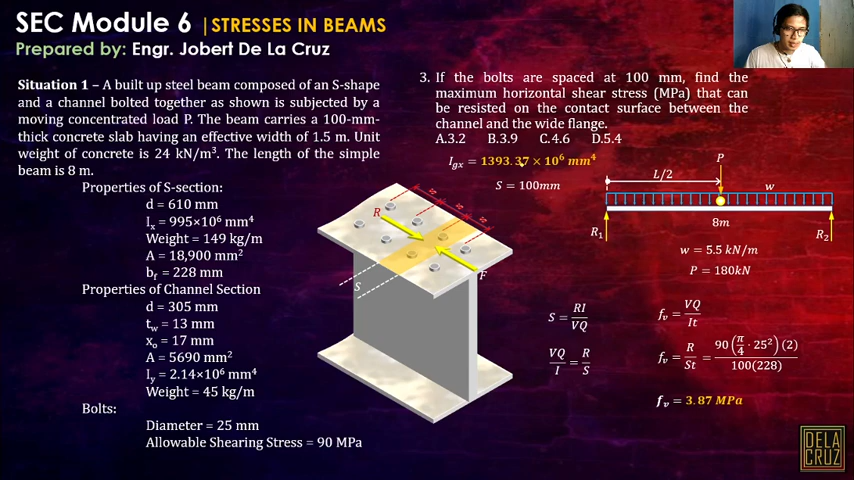 SEC Module 6 | STRESSES IN BEAMS
Prepared by: Engr. Jobert De La Cruz
Situation 1 – A built up steel beam composed of an S-shape
and a channel bolted together as shown is subjected by a
moving concentrated load P. The beam carries a 100-mm-
thick concrete slab having an effective width of 1.5 m. Unit
weight of concrete is 24 kN/m³. The length of the simple
beam is 8 m.
Properties of S-section:
d = 610 mm
Iₓ = 995×10⁶ mm⁴
Weight = 149 kg/m
A = 18,900 mm²
b_f = 228 mm
Properties of Channel Section
d = 305 mm
t_w = 13 mm
x_o = 17 mm
A = 5690 mm²
I_y = 2.14×10⁶ mm⁴
Weight = 45 kg/m
Bolts:
Diameter = 25 mm
Allowable Shearing Stress = 90 MPa
3. If the bolts are spaced at 100 mm, find the
maximum horizontal shear stress (MPa) that can
be resisted on the contact surface between the
channel and the wide flange.
A.3.2 B.3.9 C.4.6 D.5.4
I_gx = 1393.37 × 10⁶ mm⁴
S = 100mm
R
F
S
P
L/2
w
8m
R₁
R₂
w = 5.5 kN/m
P = 180kN
S = RI/VQ
VQ/I = R/S
f_v = VQ/It
f_v = R/St = 90(π/4 · 25²)(2)/100(228)
f_v = 3.87 MPa
DELA
CRUZ